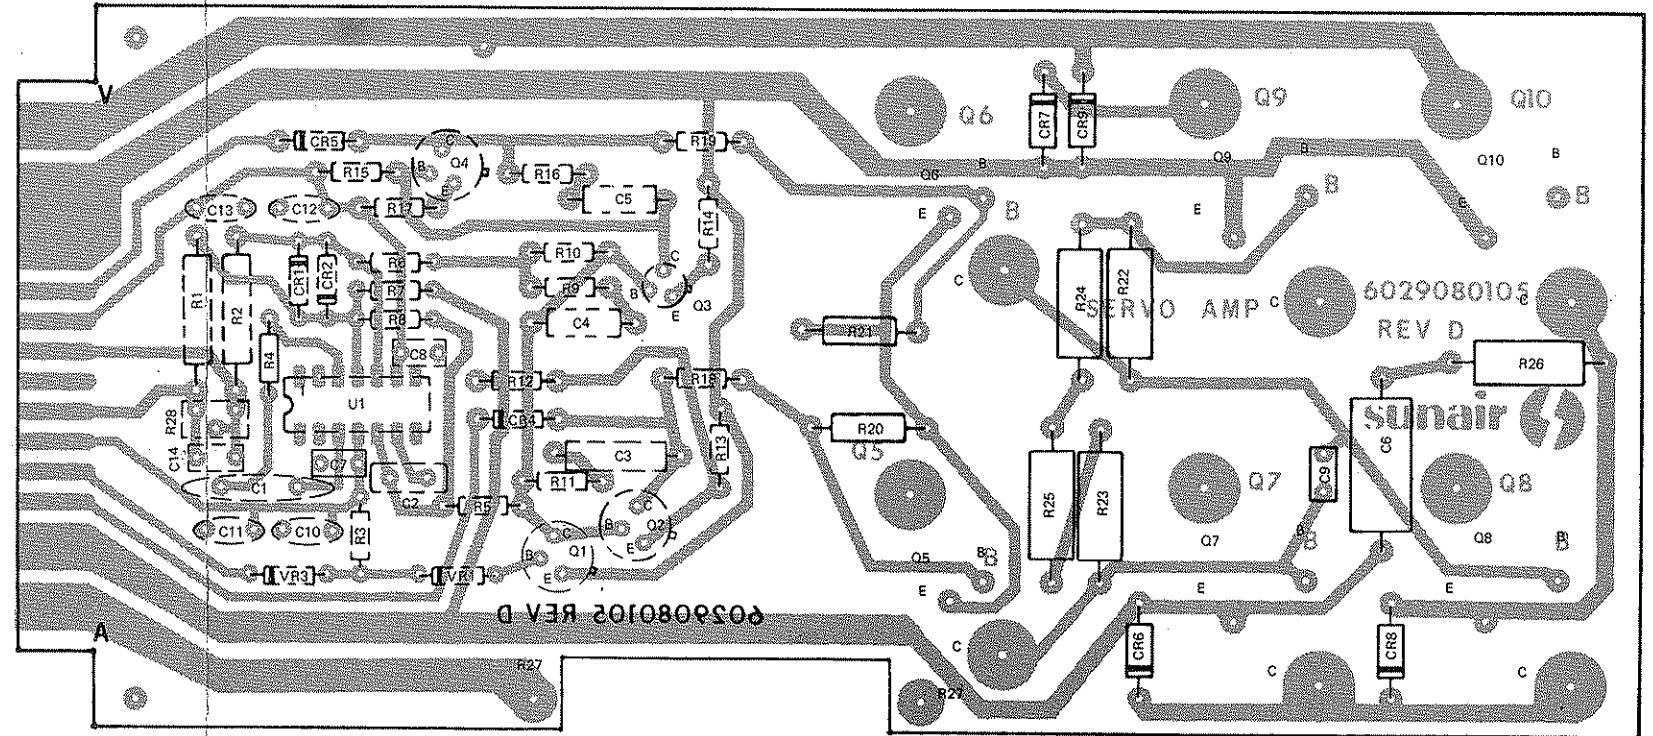 V
Q6
CR7
CR9
Q9
Q10
CR5
C
Q4
B
E
R19
B
Q9
B
Q10
B
R15
R16
Q6
C13
C12
R17
C5
R14
E
B
E
B
E
B
R1
R2
CR1
CR2
R6
R10
C
R7
R9
B
Q3
E
C
R24
R22
C
6029080105
C
R8
C4
SERVO AMP
REV D
R4
C8
R21
R26
R12
R18
U1
sunair
R28
CR4
R20
C6
C14
C7
C3
R13
Q5
C9
Q7
Q8
C1
C2
R11
R5
R25
R23
C11
C10
R3
C
B
Q2
E
C
B
Q1
E
Q5
B
B
Q7
B
B
Q8
B
B
VR3
VR1
E
E
E
6029080105 REV D
A
R27
R27
C
CR6
C
CR8
C